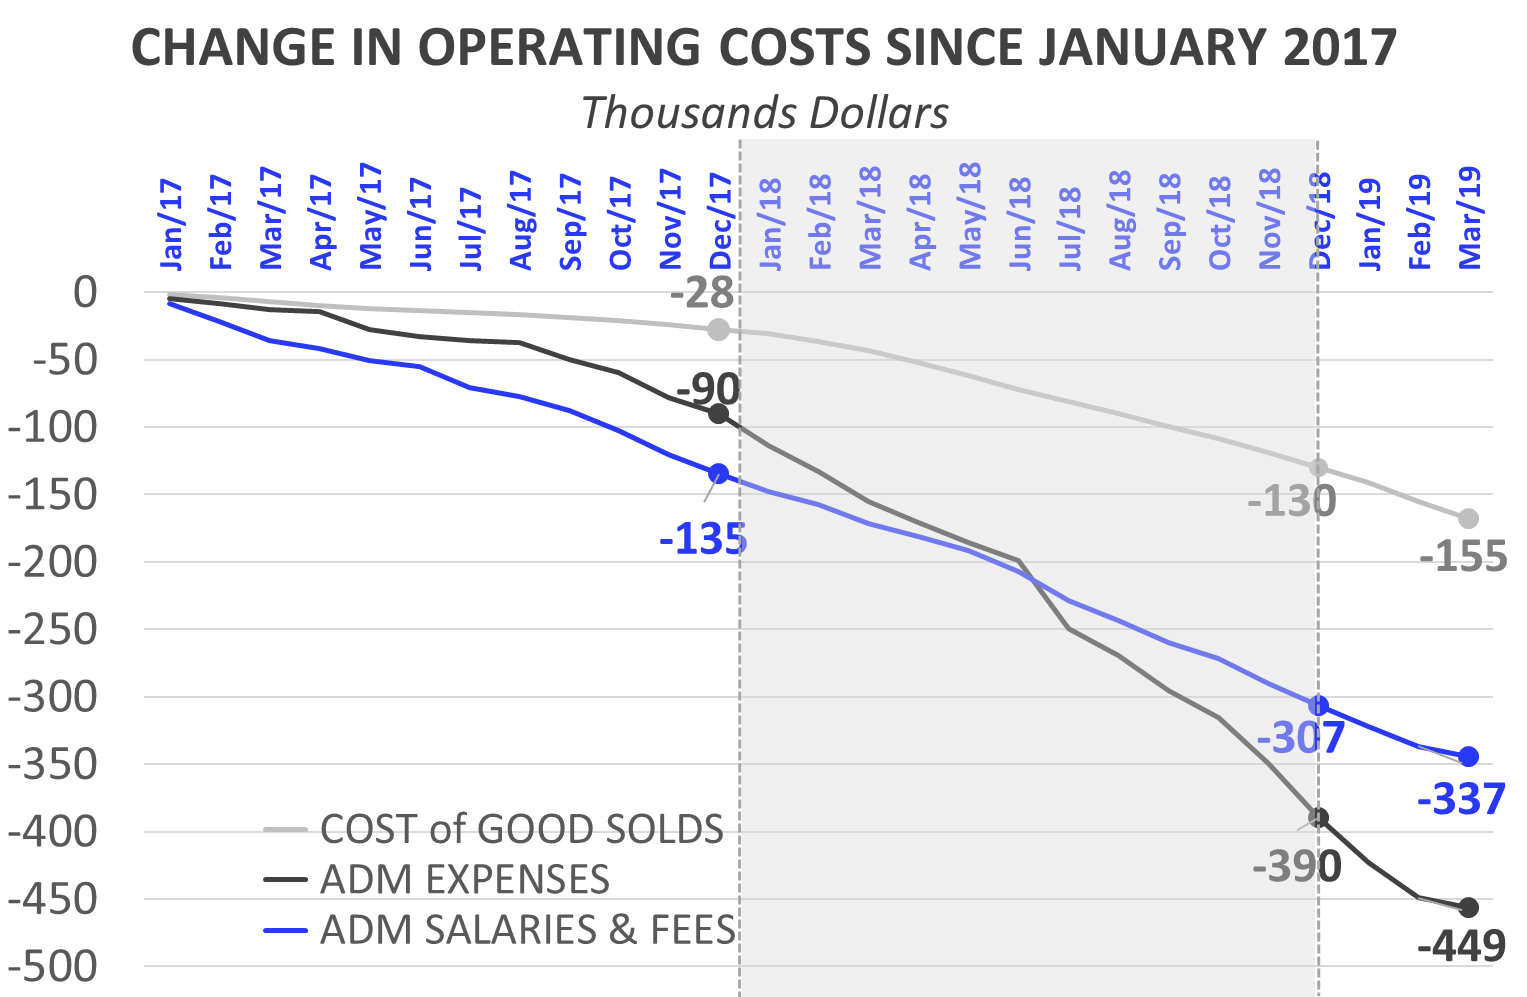 CHANGE IN OPERATING COSTS SINCE JANUARY 2017
Thousands Dollars
Jan/17
Feb/17
Mar/17
Apr/17
May/17
Jun/17
Jul/17
Aug/17
Sep/17
Oct/17
Nov/17
Dec/17
Jan/18
Feb/18
Mar/18
Apr/18
May/18
Jun/18
Jul/18
Aug/18
Sep/18
Oct/18
Nov/18
Dec/18
Jan/19
Feb/19
Mar/19
0
-50
-100
-150
-200
-250
-300
-350
-400
-450
-500
-28
-90
-135
-130
-155
-307
-337
-390
-449
COST of GOOD SOLDS
ADM EXPENSES
ADM SALARIES & FEES